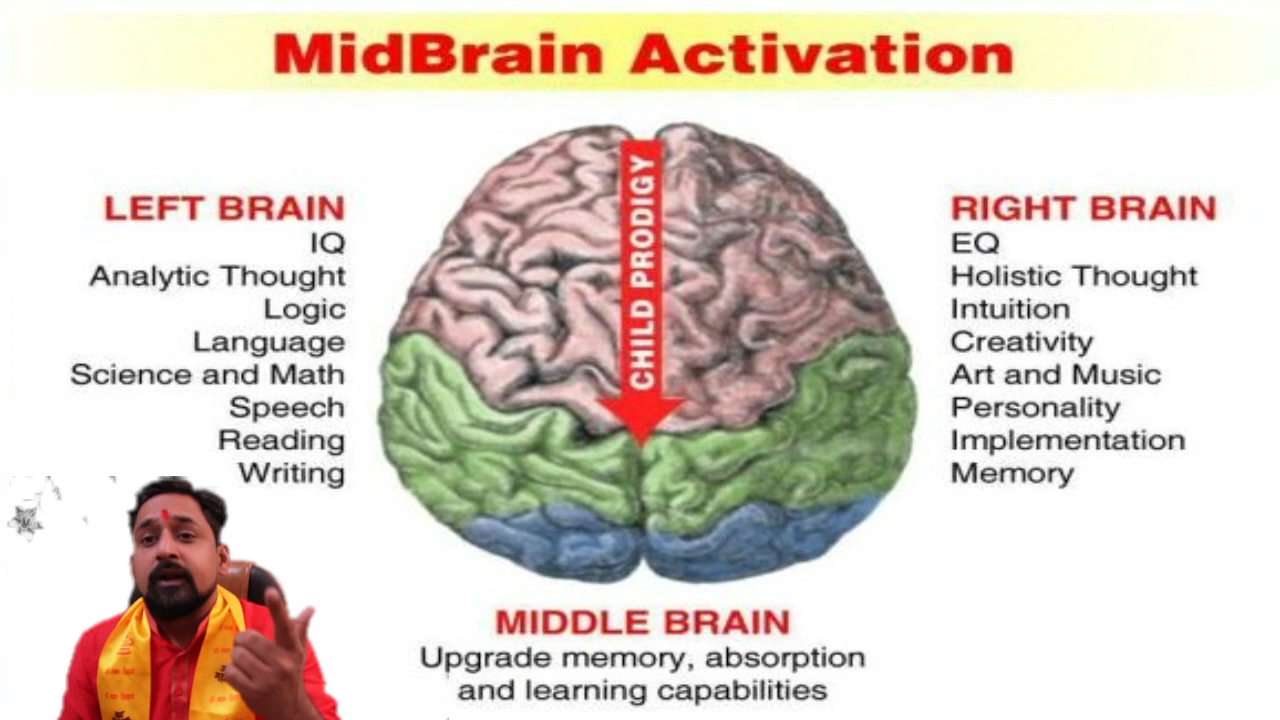 MidBrain Activation
LEFT BRAIN
IQ
Analytic Thought
Logic
Language
Science and Math
Speech
Reading
Writing
CHILD PRODIGY
RIGHT BRAIN
EQ
Holistic Thought
Intuition
Creativity
Art and Music
Personality
Implementation
Memory
MIDDLE BRAIN
Upgrade memory, absorption
and learning capabilities